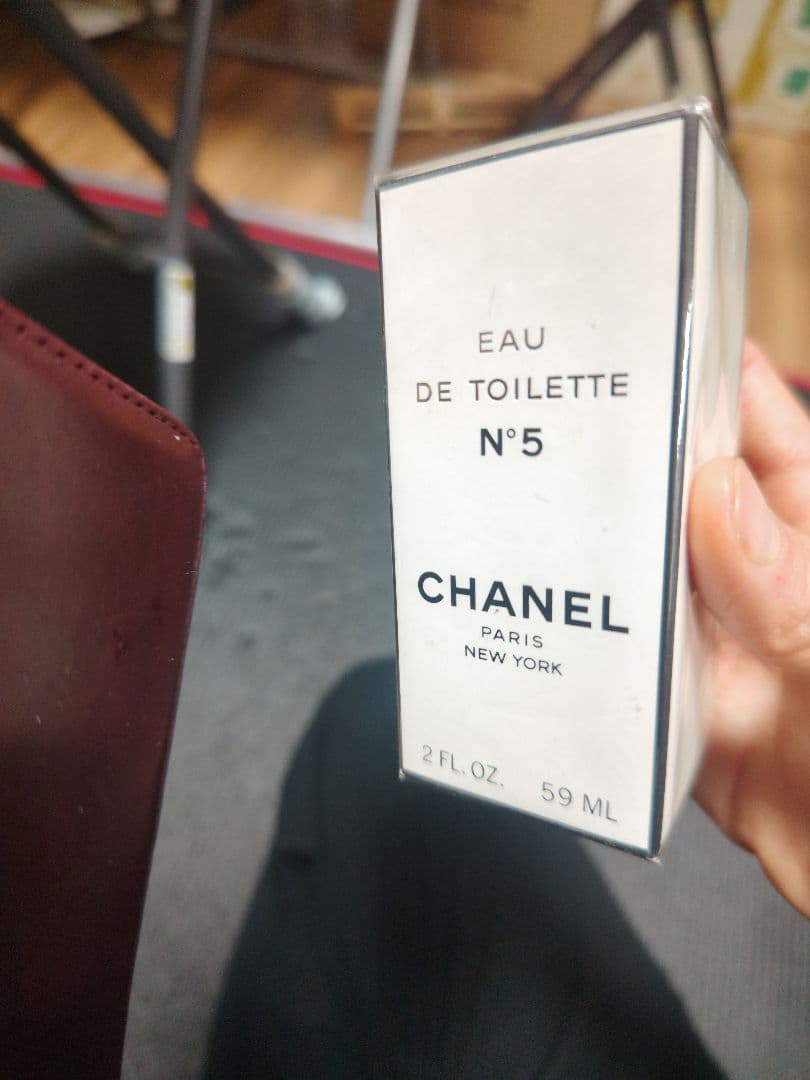 EAU
DE TOILETTE
N°5
CHANEL
PARIS
NEW YORK
2 FL. OZ. 59 ML